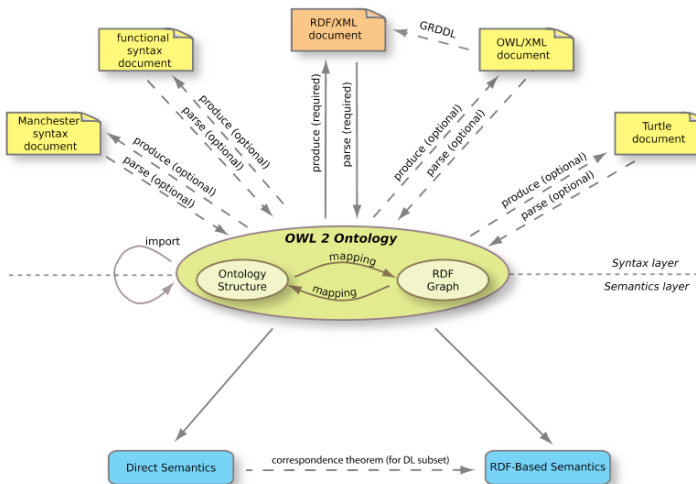 functional
syntax
document
RDF/XML
document
GRDDL
OWL/XML
document
Manchester
syntax
document
Turtle
document
produce (optional)
parse (optional)
produce (optional)
parse (optional)
produce (required)
parse (required)
produce (optional)
parse (optional)
produce (optional)
parse (optional)
import
OWL 2 Ontology
mapping
Ontology
Structure
RDF
Graph
mapping
Syntax layer
Semantics layer
Direct Semantics
correspondence theorem (for DL subset)
RDF-Based Semantics